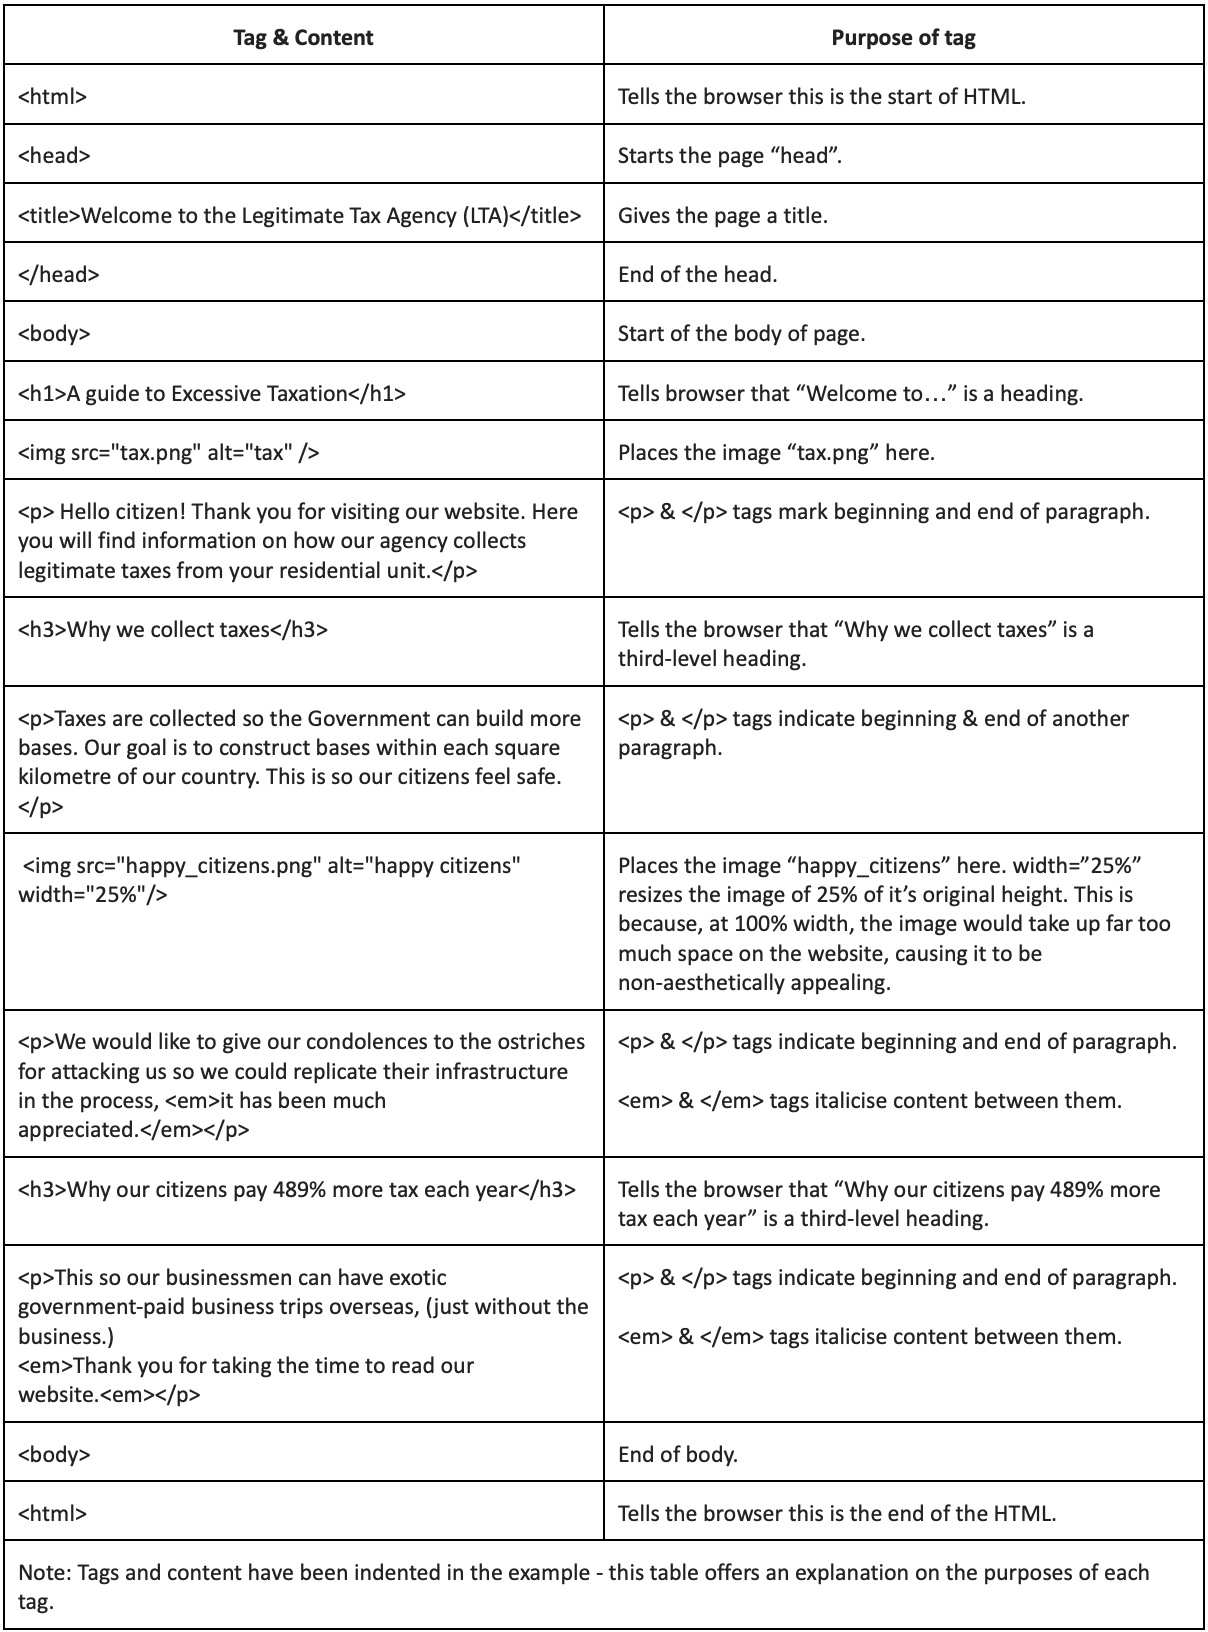 Tag & Content
Purpose of tag
<html>
Tells the browser this is the start of HTML.
<head>
Starts the page “head”.
<title>Welcome to the Legitimate Tax Agency (LTA)</title>
Gives the page a title.
</head>
End of the head.
<body>
Start of the body of page.
<h1>A guide to Excessive Taxation</h1>
Tells browser that “Welcome to…” is a heading.
<img src="tax.png" alt="tax" />
Places the image “tax.png” here.
<p> Hello citizen! Thank you for visiting our website. Here
you will find information on how our agency collects
legitimate taxes from your residential unit.</p>
<p> & </p> tags mark beginning and end of paragraph.
<h3>Why we collect taxes</h3>
Tells the browser that “Why we collect taxes” is a
third-level heading.
<p>Taxes are collected so the Government can build more
bases. Our goal is to construct bases within each square
kilometre of our country. This is so our citizens feel safe.
</p>
<p> & </p> tags indicate beginning & end of another
paragraph.
<img src="happy_citizens.png" alt="happy citizens"
width="25%"/>
Places the image “happy_citizens” here. width=”25%”
resizes the image of 25% of it’s original height. This is
because, at 100% width, the image would take up far too
much space on the website, causing it to be
non-aesthetically appealing.
<p>We would like to give our condolences to the ostriches
for attacking us so we could replicate their infrastructure
in the process, <em>it has been much
appreciated.</em></p>
<p> & </p> tags indicate beginning and end of paragraph.
<em> & </em> tags italicise content between them.
<h3>Why our citizens pay 489% more tax each year</h3>
Tells the browser that “Why our citizens pay 489% more
tax each year” is a third-level heading.
<p>This so our businessmen can have exotic
government-paid business trips overseas, (just without the
business.)
<em>Thank you for taking the time to read our
website.<em></p>
<p> & </p> tags indicate beginning and end of paragraph.
<em> & </em> tags italicise content between them.
<body>
End of body.
<html>
Tells the browser this is the end of the HTML.
Note: Tags and content have been indented in the example - this table offers an explanation on the purposes of each
tag.